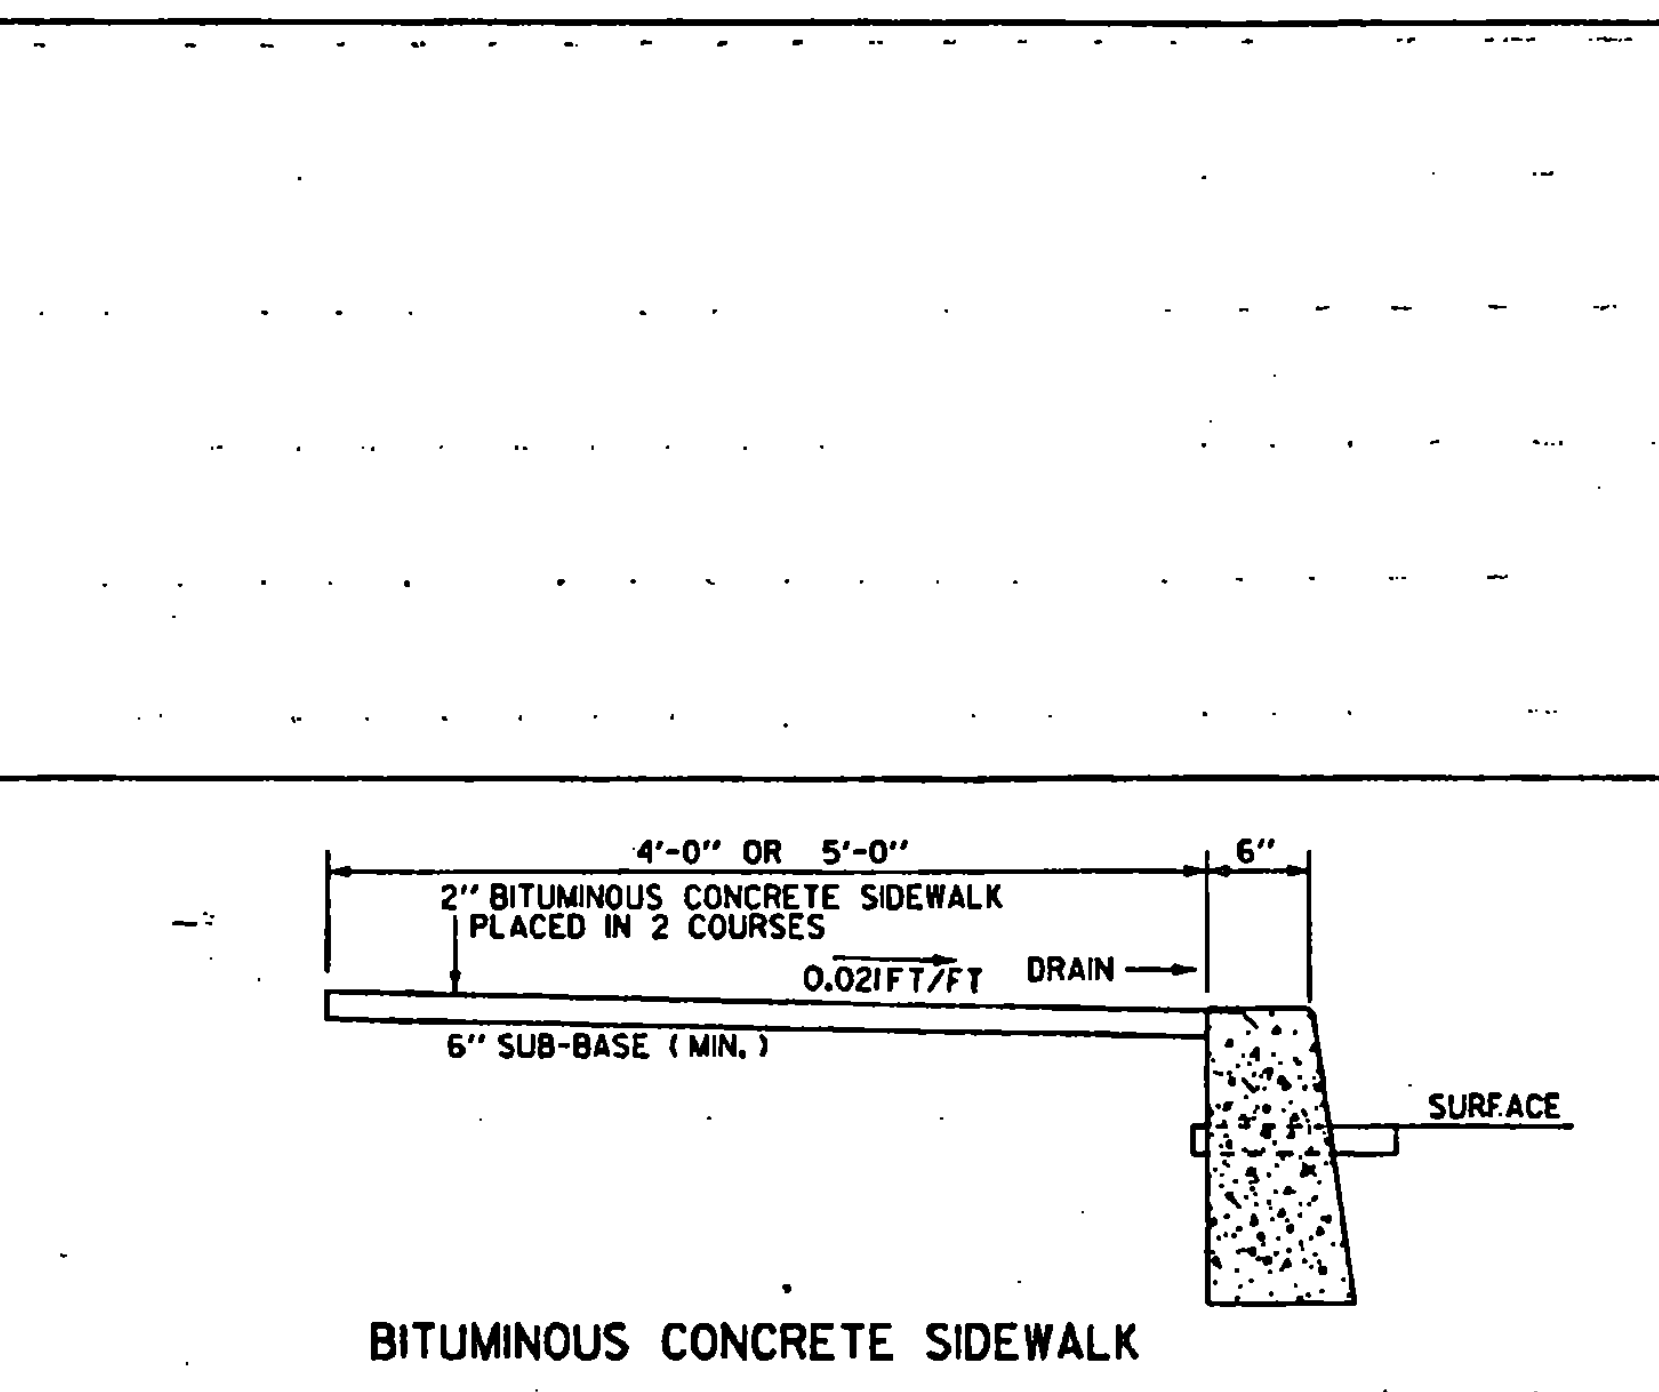 4'-0" OR 5'-0"
6"
2" BITUMINOUS CONCRETE SIDEWALK
PLACED IN 2 COURSES
0.021FT/FT
DRAIN
6" SUB-BASE (MIN.)
SURFACE
BITUMINOUS CONCRETE SIDEWALK